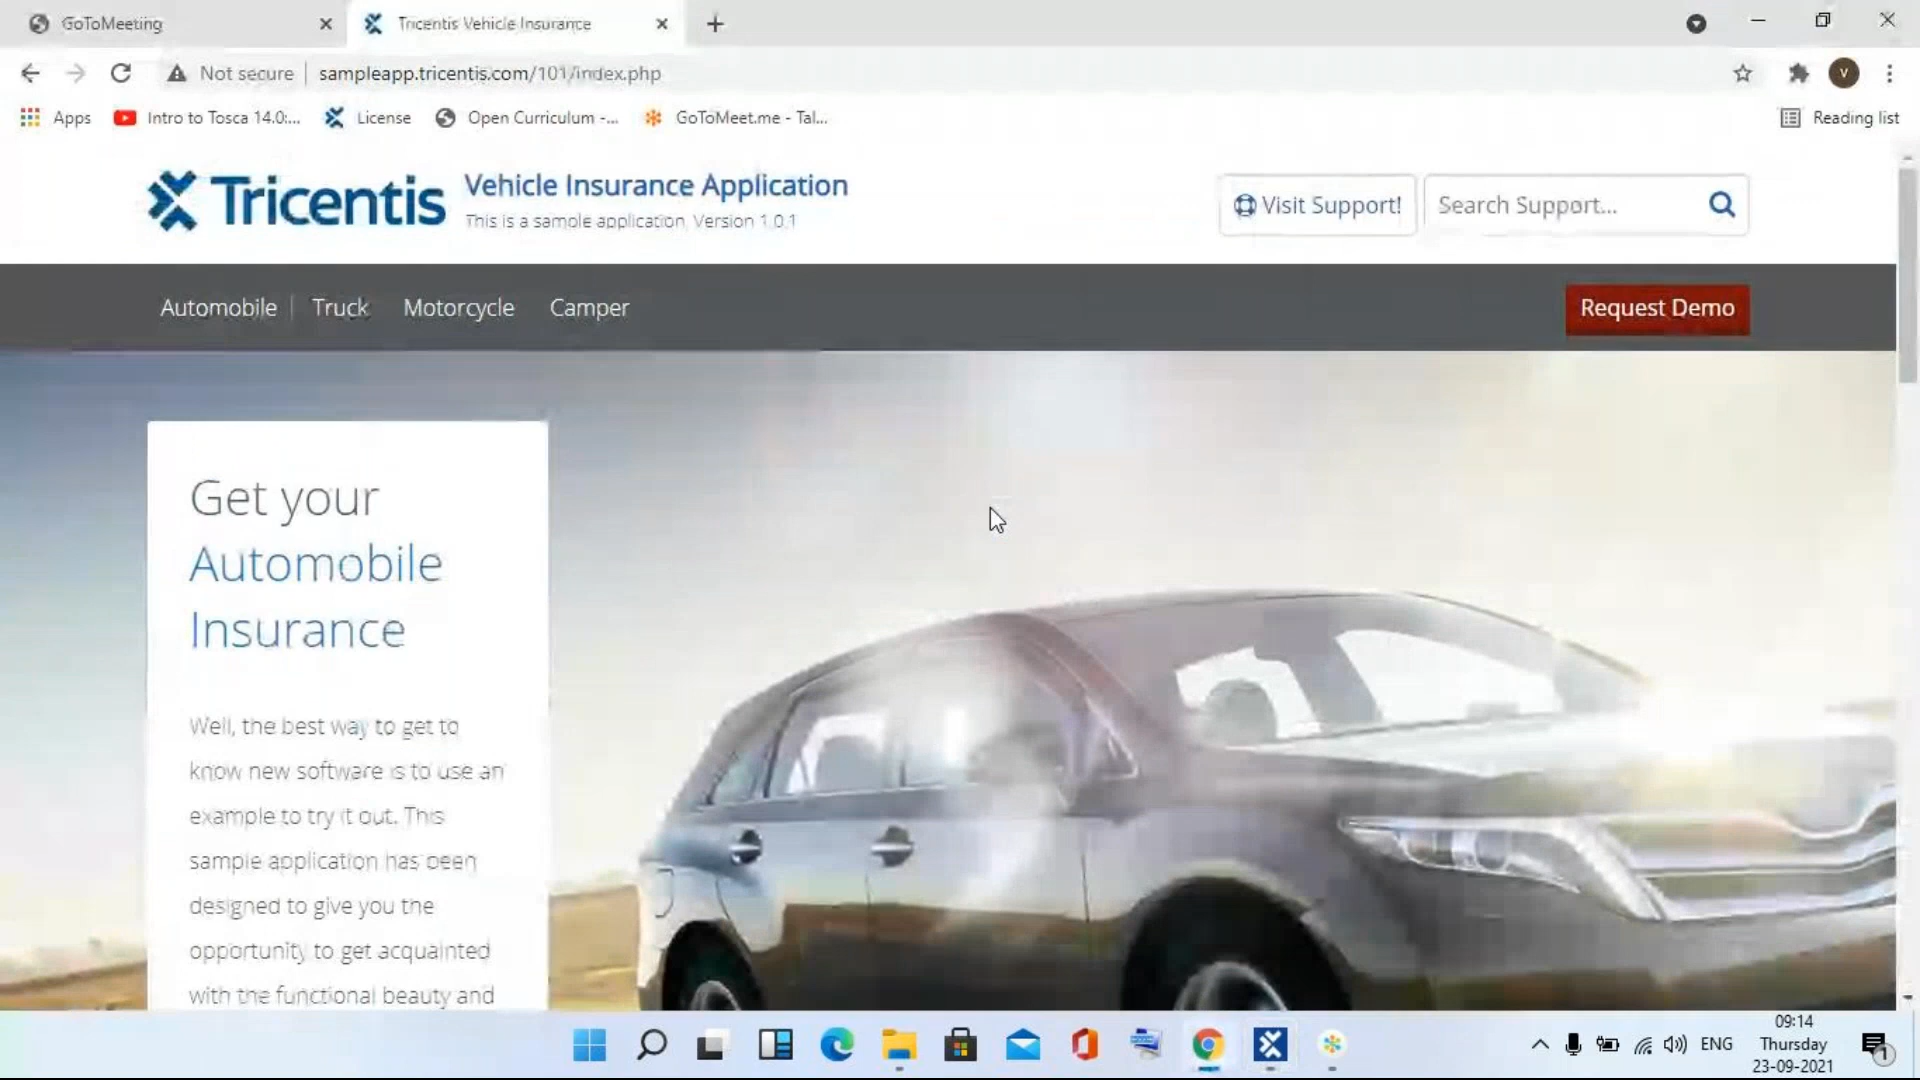 GoToMeeting
Tricentis Vehicle Insurance
Not secure
sampleapp.tricentis.com/101/index.php
V
Apps
Intro to Tosca 14.0:...
License
Open Curriculum -...
GoToMeet.me - Tal...
Reading list
Tricentis
Vehicle Insurance Application
This is a sample application. Version 1.0.1
Visit Support!
Search Support...
Automobile
Truck
Motorcycle
Camper
Request Demo
Get your
Automobile
Insurance
Well, the best way to get to
know new software is to use an
example to try it out. This
sample application has been
designed to give you the
opportunity to get acquainted
with the functional beauty and
ENG
09:14
Thursday
23-09-2021
1